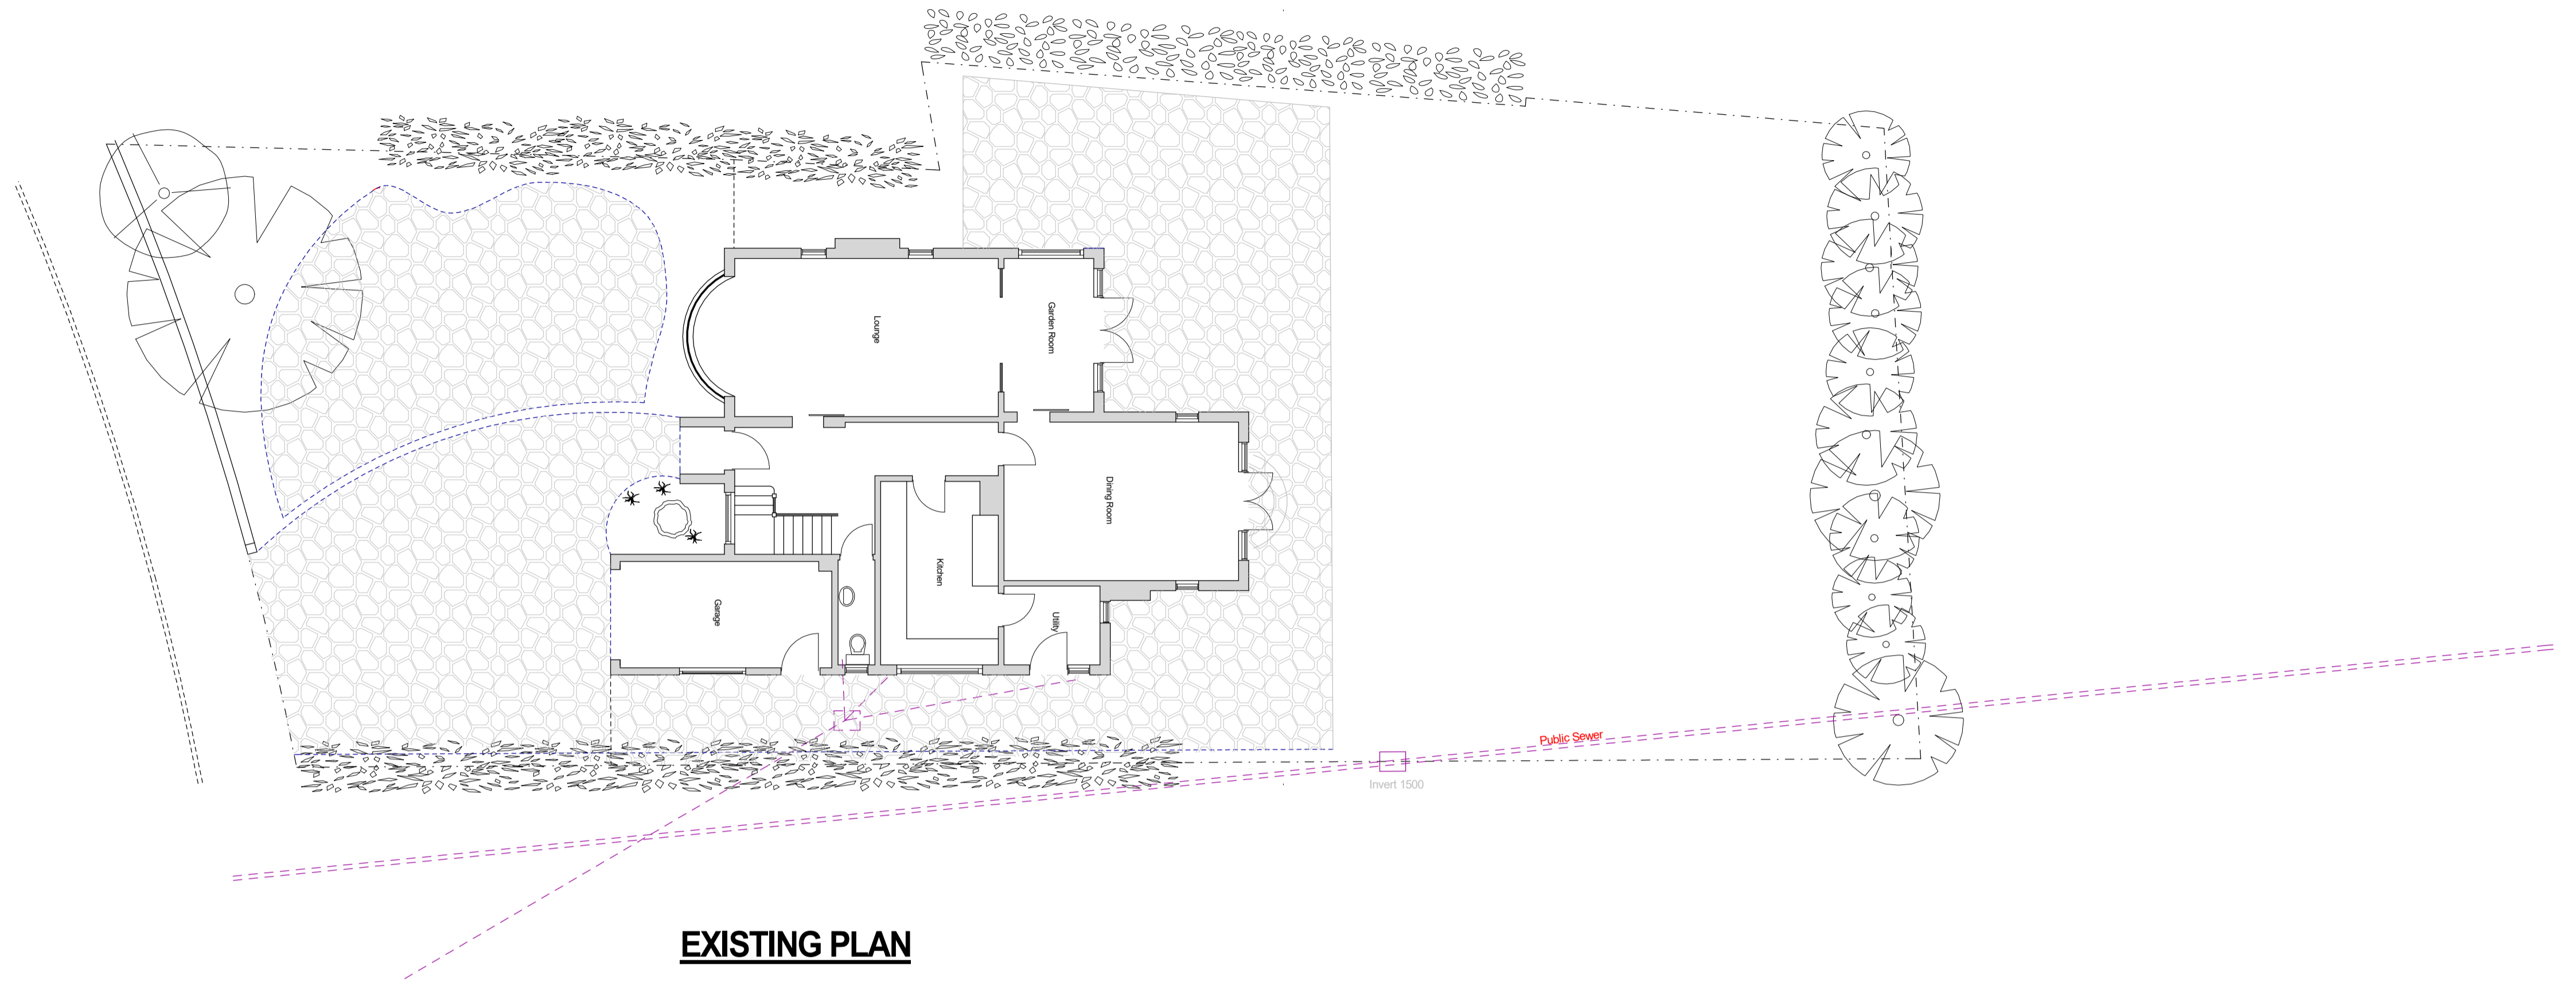 Lounge
Garden Room
Dining Room
Kitchen
Garage
Utility
Public Sewer
Invert 1500
EXISTING PLAN